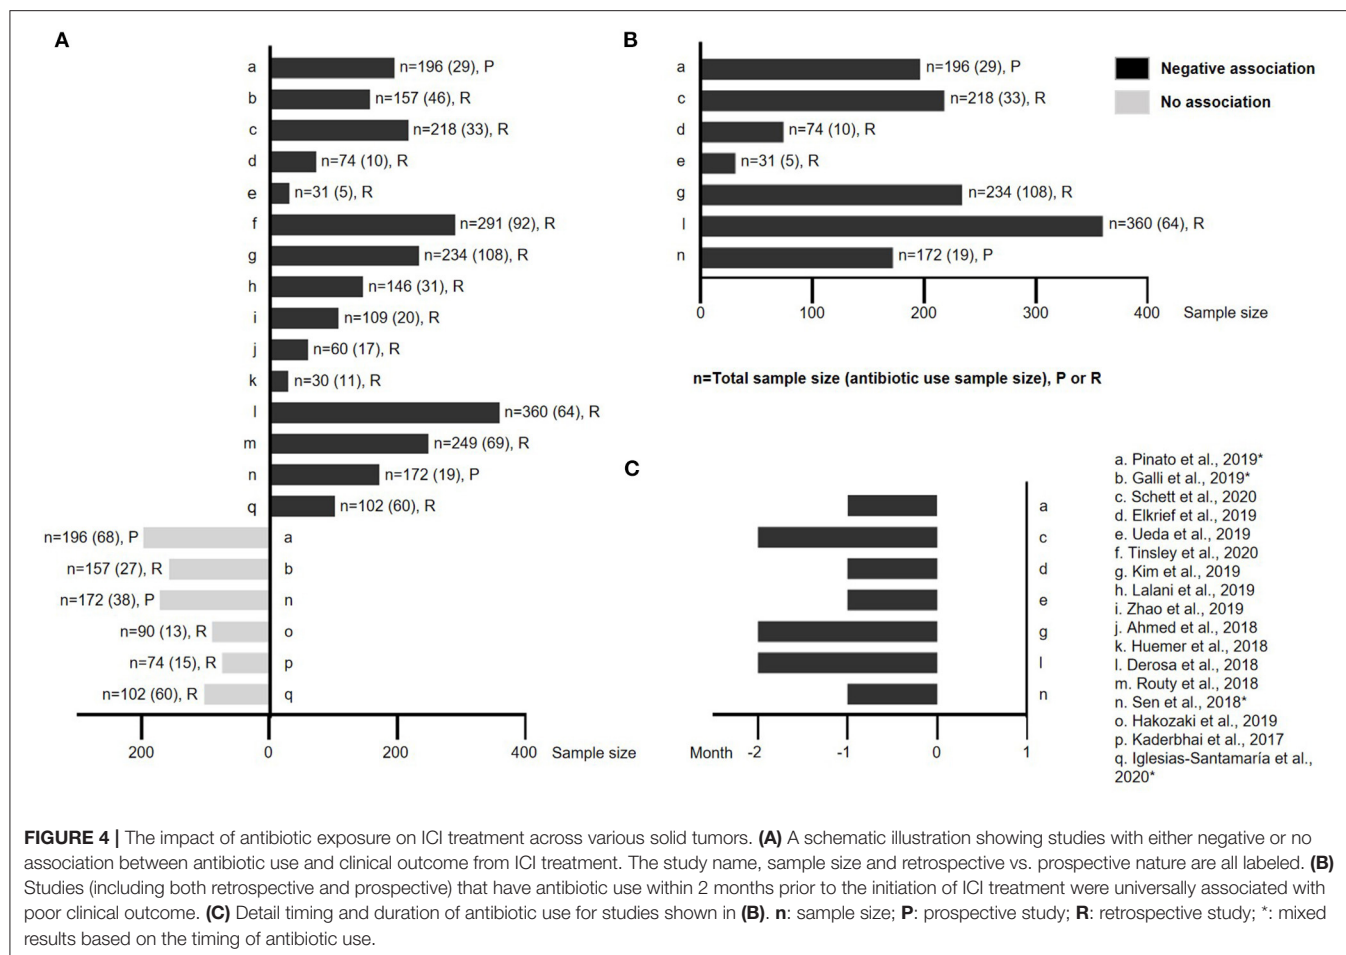 A
a n=196 (29), P
b n=157 (46), R
c n=218 (33), R
d n=74 (10), R
e n=31 (5), R
f n=291 (92), R
g n=234 (108), R
h n=146 (31), R
i n=109 (20), R
j n=60 (17), R
k n=30 (11), R
l n=360 (64), R
m n=249 (69), R
n n=172 (19), P
q n=102 (60), R
n=196 (68), P a
n=157 (27), R b
n=172 (38), P n
n=90 (13), R o
n=74 (15), R p
n=102 (60), R q
200 0 200 400 Sample size
B
a n=196 (29), P
c n=218 (33), R
d n=74 (10), R
e n=31 (5), R
g n=234 (108), R
l n=360 (64), R
n n=172 (19), P
0 100 200 300 400 Sample size
Negative association
No association
n=Total sample size (antibiotic use sample size), P or R
C
a
c
d
e
g
l
n
Month -2 -1 0 1
a. Pinato et al., 2019*
b. Galli et al., 2019*
c. Schett et al., 2020
d. Elkrief et al., 2019
e. Ueda et al., 2019
f. Tinsley et al., 2020
g. Kim et al., 2019
h. Lalani et al., 2019
i. Zhao et al., 2019
j. Ahmed et al., 2018
k. Huemer et al., 2018
l. Derosa et al., 2018
m. Routy et al., 2018
n. Sen et al., 2018*
o. Hakozaki et al., 2019
p. Kaderbhai et al., 2017
q. Iglesias-Santamaría et al.,
2020*
FIGURE 4 | The impact of antibiotic exposure on ICI treatment across various solid tumors. (A) A schematic illustration showing studies with either negative or no
association between antibiotic use and clinical outcome from ICI treatment. The study name, sample size and retrospective vs. prospective nature are all labeled. (B)
Studies (including both retrospective and prospective) that have antibiotic use within 2 months prior to the initiation of ICI treatment were universally associated with
poor clinical outcome. (C) Detail timing and duration of antibiotic use for studies shown in (B). n: sample size; P: prospective study; R: retrospective study; *: mixed
results based on the timing of antibiotic use.